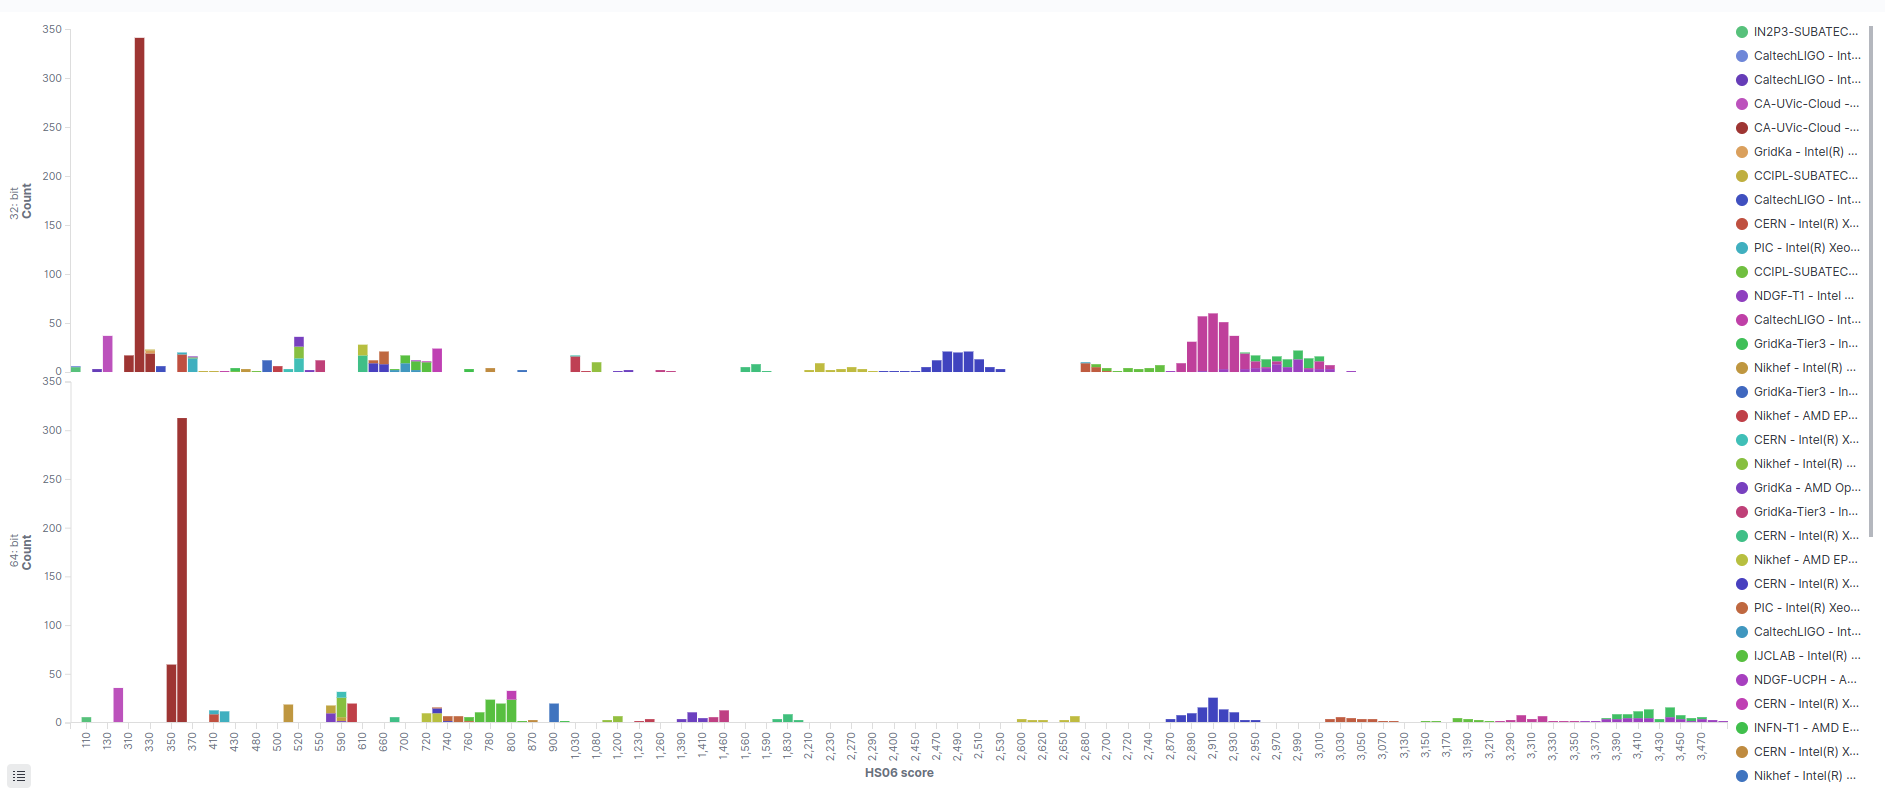 350
300
250
200
150
100
50
0
32: bit
Count
350
300
250
200
150
100
50
0
64: bit
Count
110
130
310
330
350
370
410
430
480
500
520
550
590
610
700
720
740
760
780
800
870
900
1,030
1,080
1,200
1,230
1,260
1,390
1,410
1,460
1,560
1,590
1,830
2,210
2,230
2,270
2,290
2,400
2,450
2,470
2,490
2,510
2,530
2,600
2,620
2,650
2,680
2,700
2,720
2,740
2,870
2,890
2,910
2,930
2,950
2,970
2,990
3,010
3,030
3,050
3,070
3,130
3,150
3,170
3,190
3,210
3,290
3,310
3,330
3,350
3,370
3,390
3,410
3,430
3,450
3,470
HS06 score
IN2P3-SUBATEC...
CaltechLIGO - Int...
CaltechLIGO - Int...
CA-UVic-Cloud -...
CA-UVic-Cloud -...
GridKa - Intel(R) ...
CCIPL-SUBATEC...
CaltechLIGO - Int...
CERN - Intel(R) X...
PIC - Intel(R) Xeo...
CCIPL-SUBATEC...
NDGF-T1 - Intel ...
CaltechLIGO - Int...
GridKa-Tier3 - In...
Nikhef - Intel(R) ...
GridKa-Tier3 - In...
Nikhef - AMD EP...
CERN - Intel(R) X...
Nikhef - Intel(R) ...
GridKa - AMD Op...
GridKa-Tier3 - In...
CERN - Intel(R) X...
Nikhef - AMD EP...
CERN - Intel(R) X...
PIC - Intel(R) Xeo...
CaltechLIGO - Int...
IJCLAB - Intel(R) ...
NDGF-UCPH - A...
CERN - Intel(R) X...
INFN-T1 - AMD E...
CERN - Intel(R) X...
Nikhef - Intel(R) ...